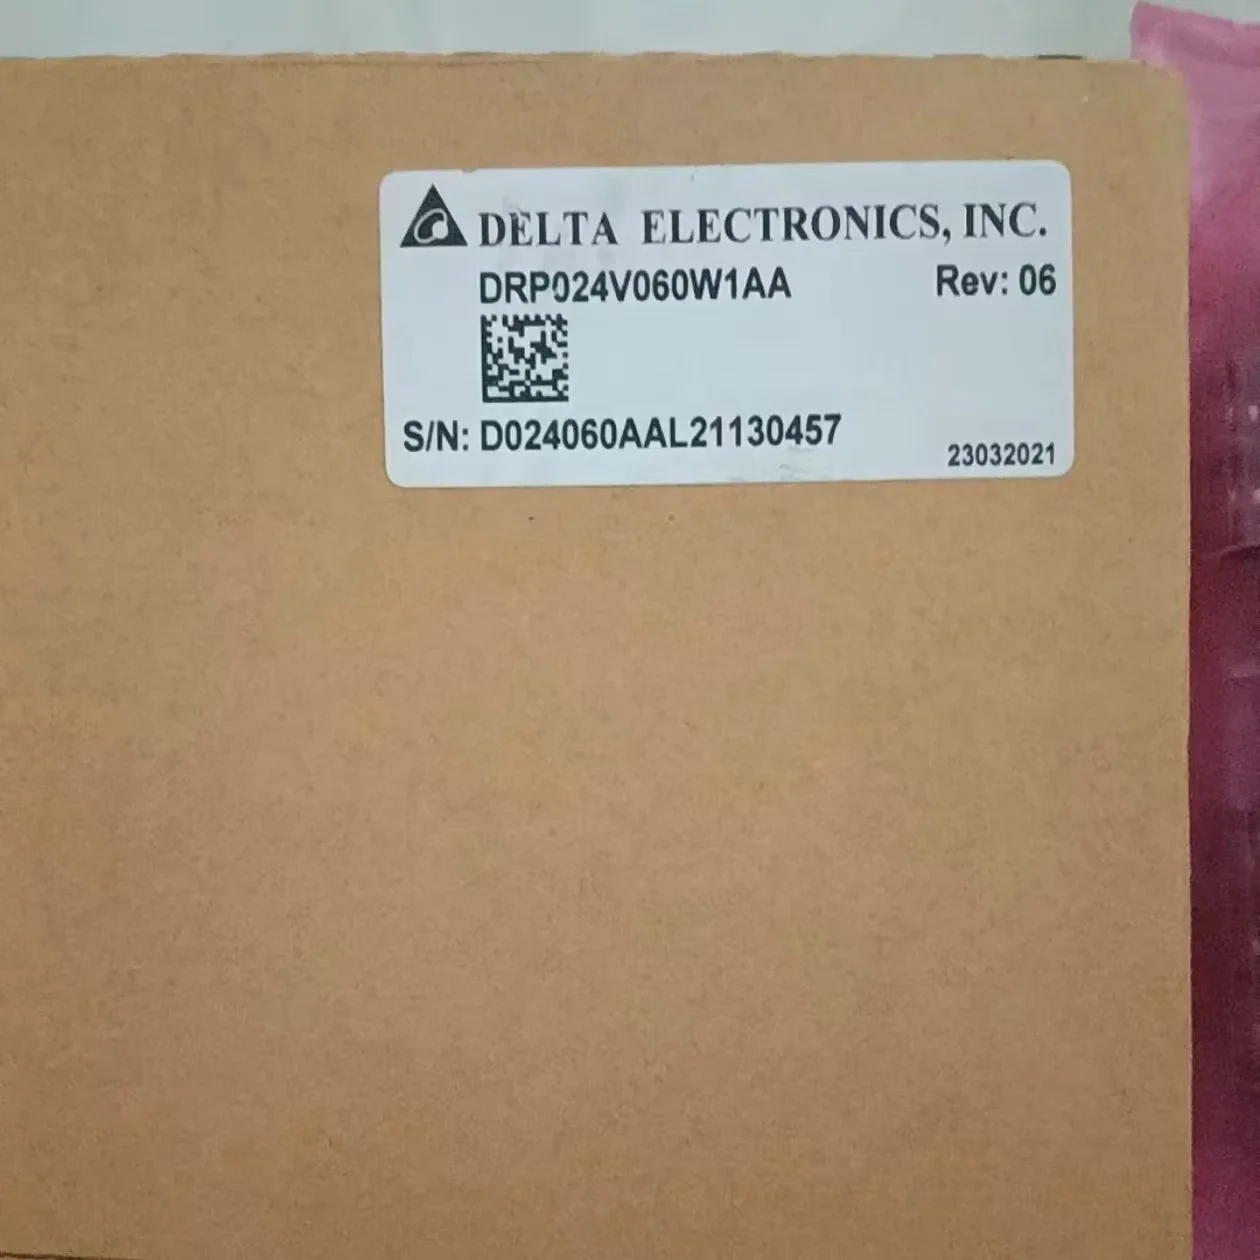 DELTA ELECTRONICS, INC.
DRP024V060W1AA Rev: 06
S/N: D024060AAL21130457
23032021